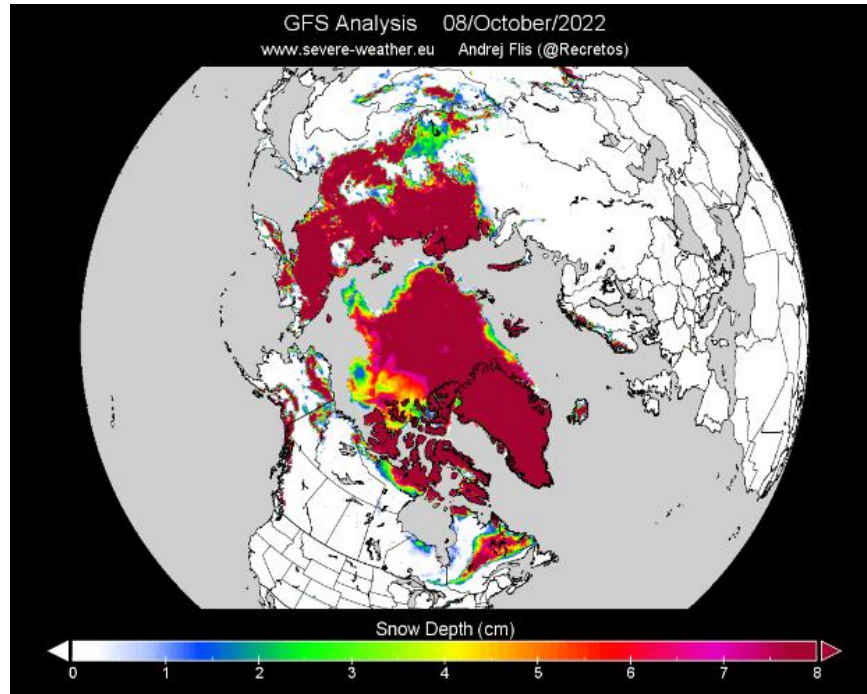 GFS Analysis 08/October/2022
www.severe-weather.eu Andrej Flis (@Recretos)
Snow Depth (cm)
0 1 2 3 4 5 6 7 8